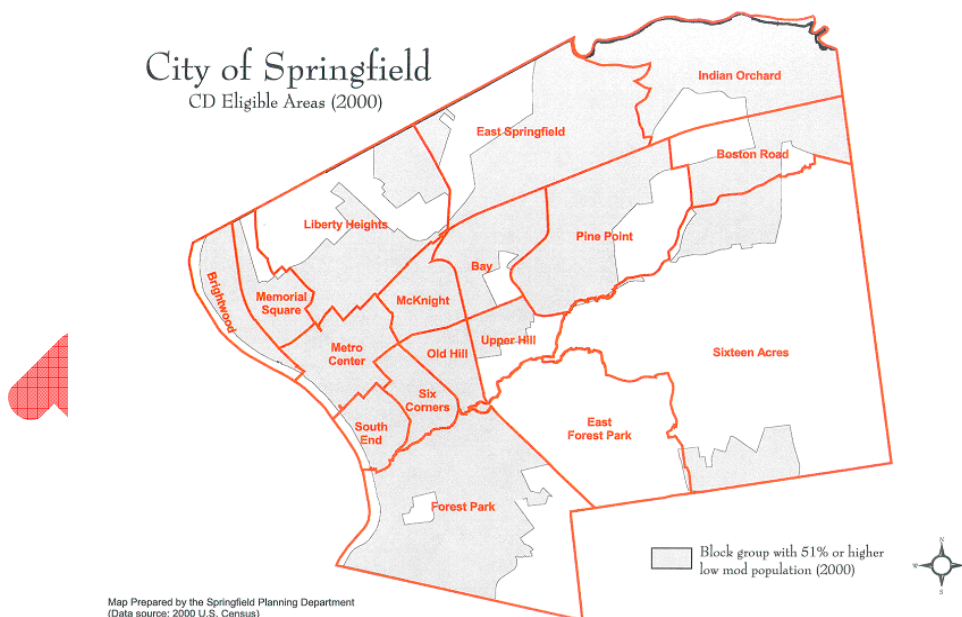 City of Springfield
CD Eligible Areas (2000)
Indian Orchard
East Springfield
Boston Road
Liberty Heights
Pine Point
Bay
Brightwood
Memorial
Square
McKnight
Metro
Center
Old Hill
Upper Hill
Sixteen Acres
Six
Corners
South
End
East
Forest Park
Forest Park
Block group with 51% or higher
low mod population (2000)
N
W
E
S
Map Prepared by the Springfield Planning Department
(Data source: 2000 U.S. Census)